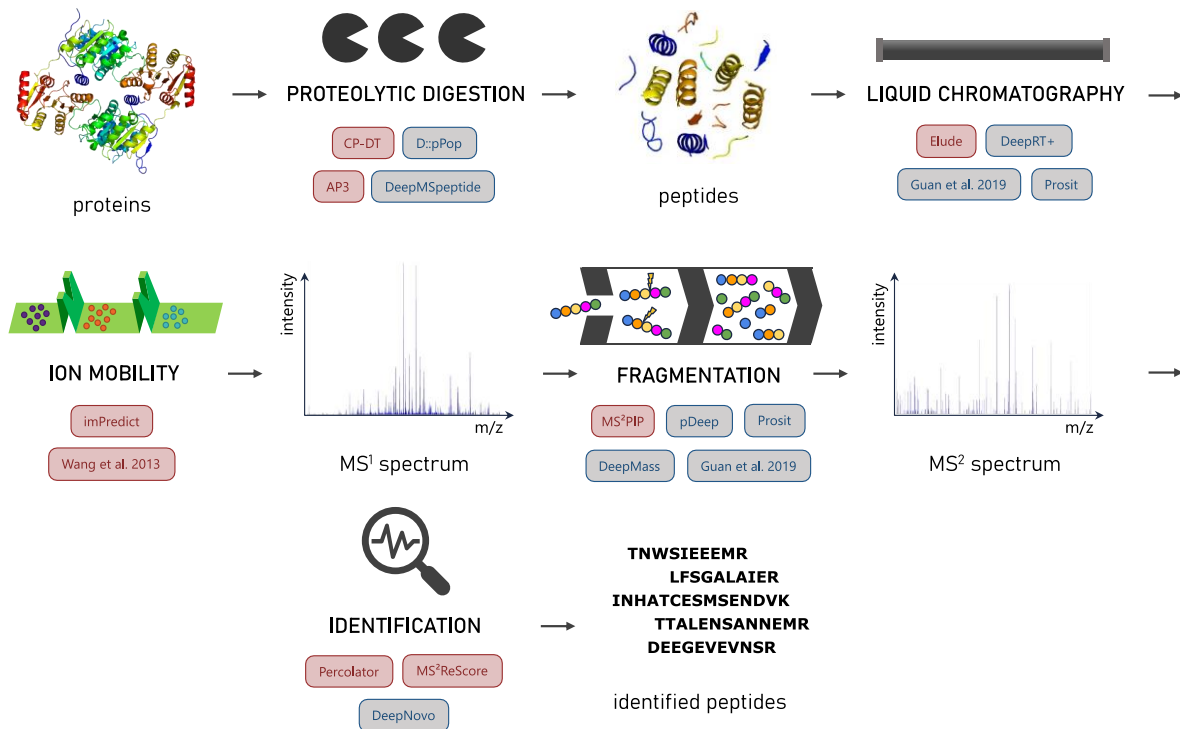 proteins
PROTEOLYTIC DIGESTION
CP-DT
D::pPop
AP3
DeepMSpeptide
peptides
LIQUID CHROMATOGRAPHY
Elude
DeepRT+
Guan et al. 2019
Prosit
ION MOBILITY
imPredict
Wang et al. 2013
intensity
m/z
MS¹ spectrum
FRAGMENTATION
MS²PIP
pDeep
Prosit
DeepMass
Guan et al. 2019
intensity
m/z
MS² spectrum
IDENTIFICATION
Percolator
MS²ReScore
DeepNovo
TNWSIEEEMR
LFSGALAIER
INHATCESMSENDVK
TTALENSANNEMR
DEEGEVEVNSR
identified peptides